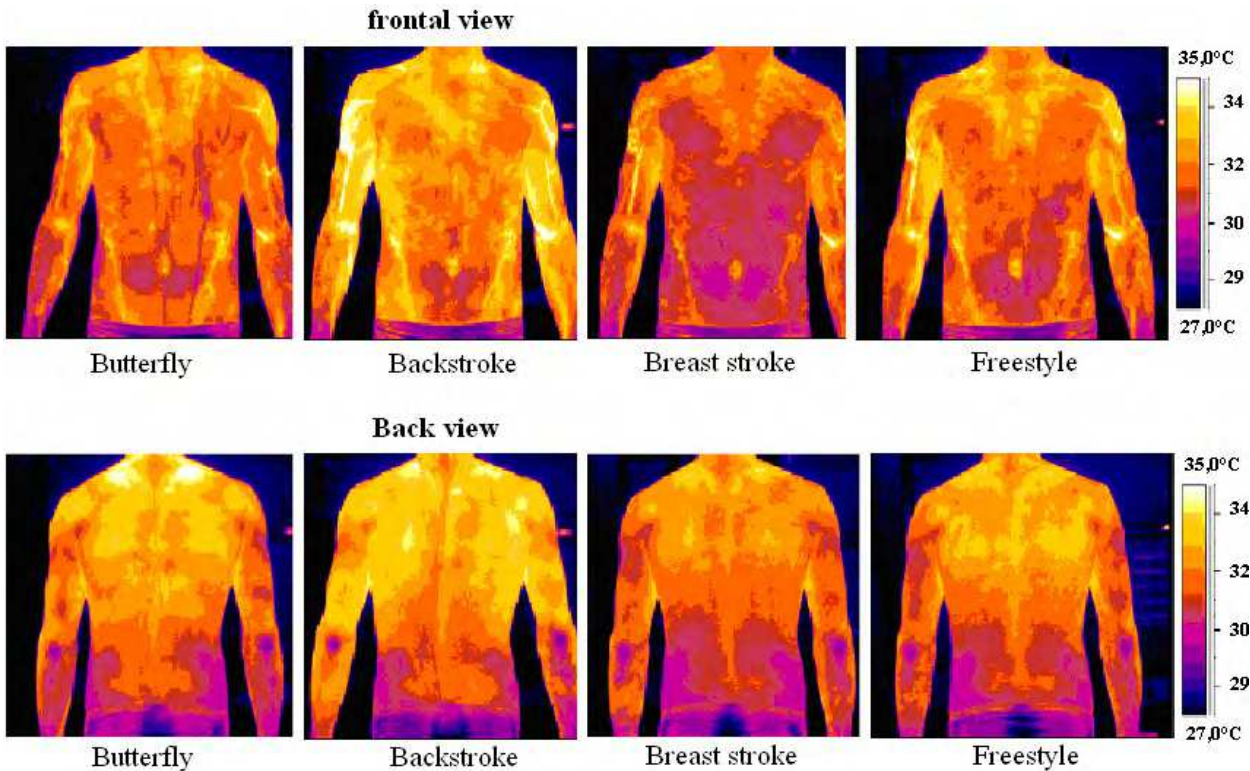 frontal view
35,0°C
34
32
30
29
27,0°C
Butterfly
Backstroke
Breast stroke
Freestyle
Back view
35,0°C
34
32
30
29
27,0°C
Butterfly
Backstroke
Breast stroke
Freestyle